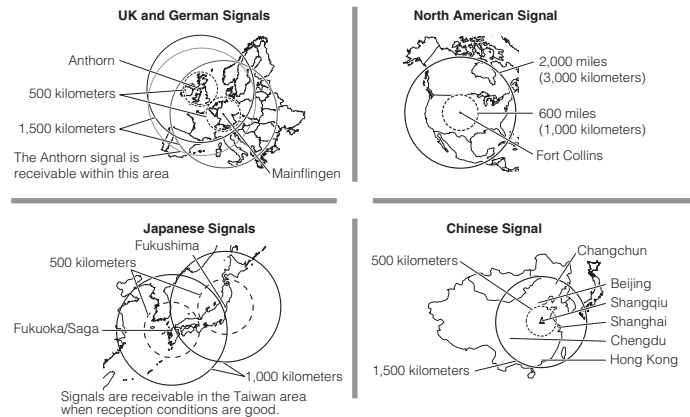 UK and German Signals
Anthorn
500 kilometers
1,500 kilometers
The Anthorn signal is
receivable within this area
Mainflingen
North American Signal
2,000 miles
(3,000 kilometers)
600 miles
(1,000 kilometers)
Fort Collins
Japanese Signals
Fukushima
500 kilometers
Fukuoka/Saga
1,000 kilometers
Signals are receivable in the Taiwan area
when reception conditions are good.
Chinese Signal
Changchun
500 kilometers
Beijing
Shangqiu
Shanghai
Chengdu
Hong Kong
1,500 kilometers